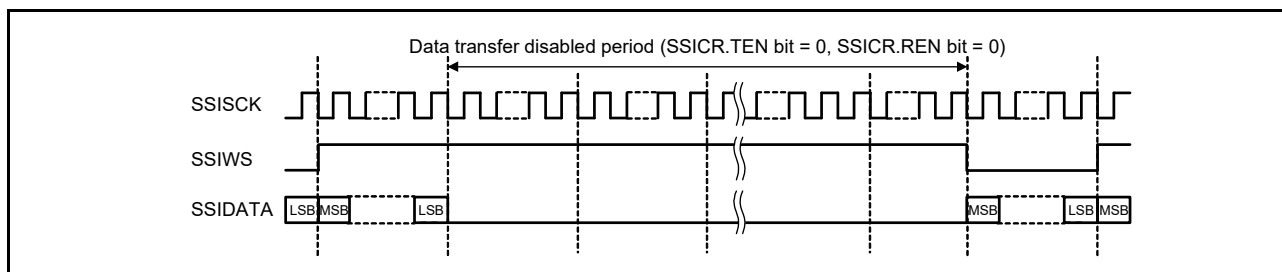 Data transfer disabled period (SSICR.TEN bit = 0, SSICR.REN bit = 0)
SSISCK
SSIWS
SSIDATA LSB MSB LSB MSB LSB MSB